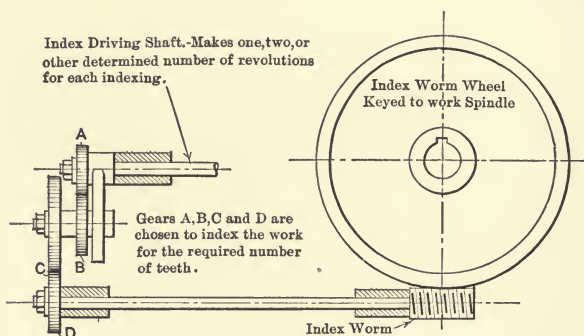 Index Driving Shaft.-Makes one,two,or
other determined number of revolutions
for each indexing.
Index Worm Wheel
Keyed to work Spindle
A
Gears A,B,C and D are
chosen to index the work
for the required number
of teeth.
B
C
D
Index Worm